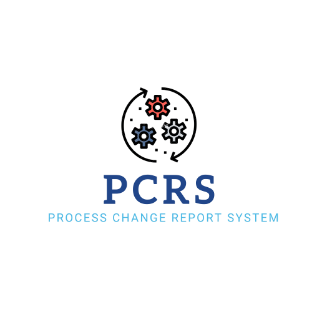 PCRS
PROCESS CHANGE REPORT SYSTEM